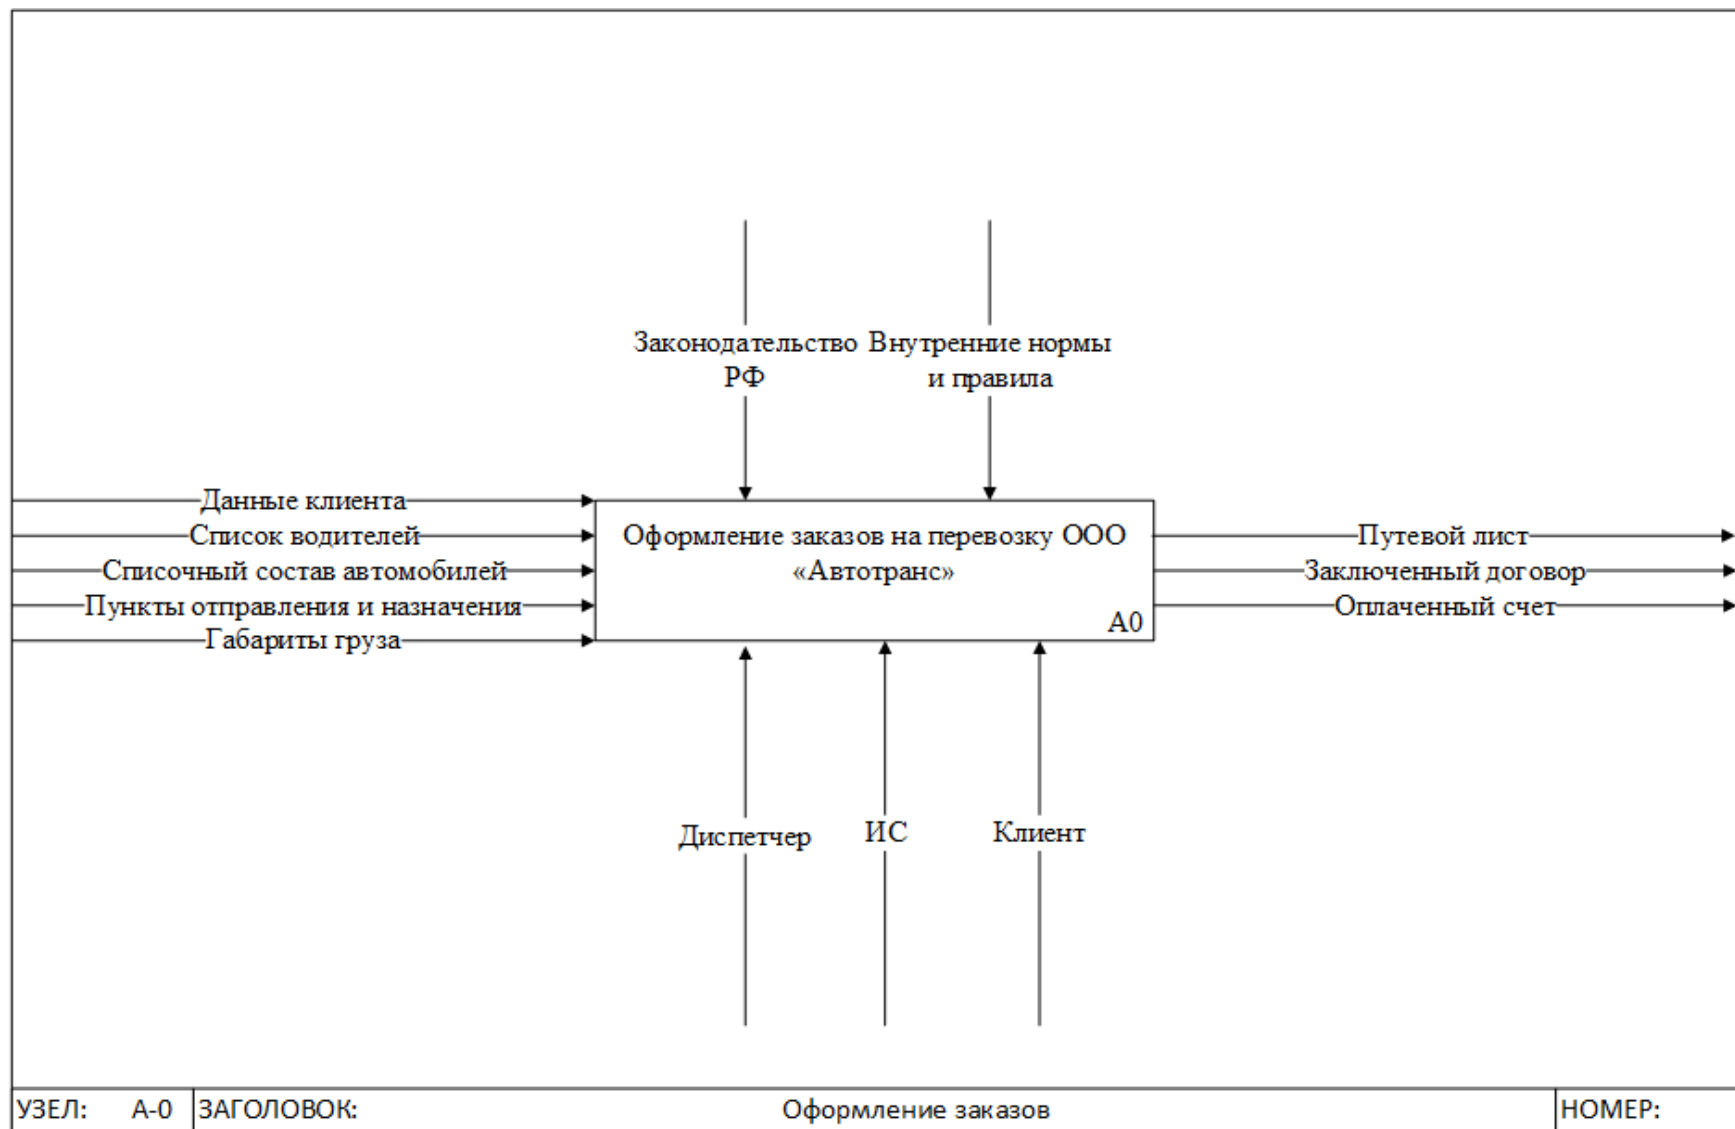 Законодательство
РФ
Внутренние нормы
и правила
Данные клиента
Список водителей
Списочный состав автомобилей
Пункты отправления и назначения
Габариты груза
Оформление заказов на перевозку ООО
«Автотранс»
А0
Путевой лист
Заключенный договор
Оплаченный счет
Диспетчер
ИС
Клиент
УЗЕЛ: А-0 ЗАГОЛОВОК: Оформление заказов НОМЕР: